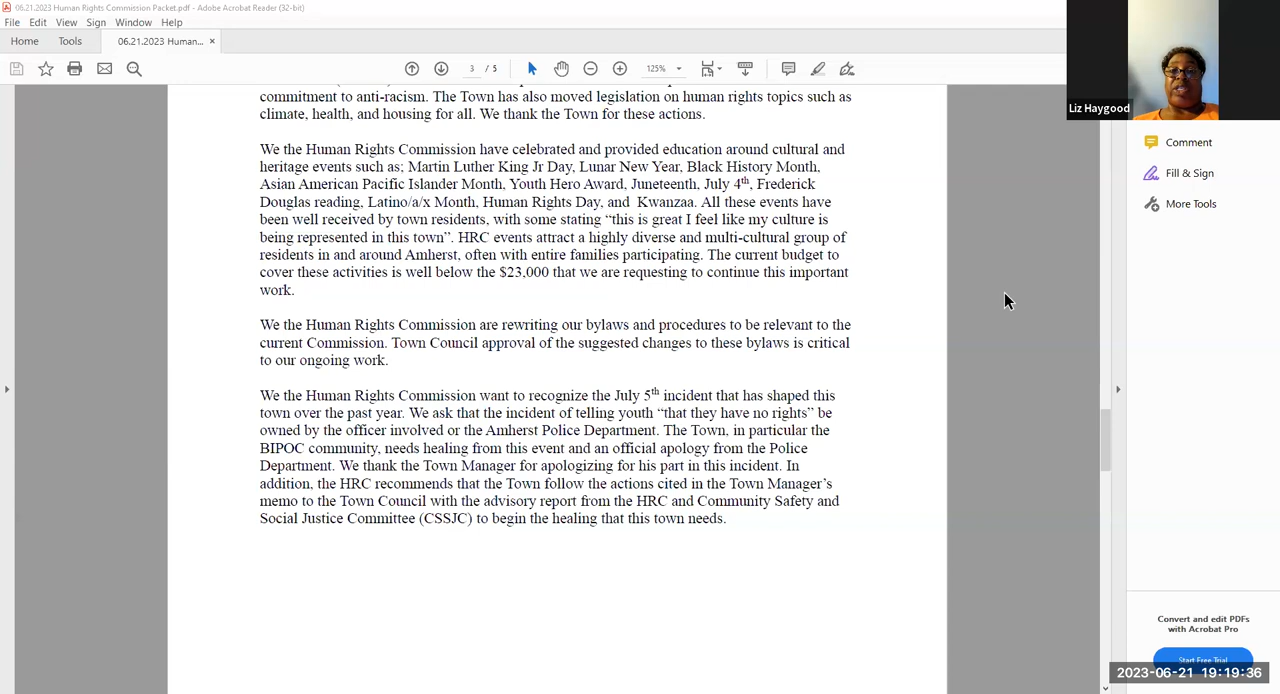 06.21.2023 Human Rights Commission Packet.pdf - Adobe Acrobat Reader (32-bit)
File Edit View Sign Window Help
Home Tools 06.21.2023 Human... ×
3 / 5 125%
Liz Haygood
commitment to anti-racism. The Town has also moved legislation on human rights topics such as
climate, health, and housing for all. We thank the Town for these actions.
We the Human Rights Commission have celebrated and provided education around cultural and
heritage events such as; Martin Luther King Jr Day, Lunar New Year, Black History Month,
Asian American Pacific Islander Month, Youth Hero Award, Juneteenth, July 4th, Frederick
Douglas reading, Latino/a/x Month, Human Rights Day, and Kwanzaa. All these events have
been well received by town residents, with some stating “this is great I feel like my culture is
being represented in this town”. HRC events attract a highly diverse and multi-cultural group of
residents in and around Amherst, often with entire families participating. The current budget to
cover these activities is well below the $23,000 that we are requesting to continue this important
work.
We the Human Rights Commission are rewriting our bylaws and procedures to be relevant to the
current Commission. Town Council approval of the suggested changes to these bylaws is critical
to our ongoing work.
We the Human Rights Commission want to recognize the July 5th incident that has shaped this
town over the past year. We ask that the incident of telling youth “that they have no rights” be
owned by the officer involved or the Amherst Police Department. The Town, in particular the
BIPOC community, needs healing from this event and an official apology from the Police
Department. We thank the Town Manager for apologizing for his part in this incident. In
addition, the HRC recommends that the Town follow the actions cited in the Town Manager’s
memo to the Town Council with the advisory report from the HRC and Community Safety and
Social Justice Committee (CSSJC) to begin the healing that this town needs.
Comment
Fill & Sign
More Tools
Convert and edit PDFs
with Acrobat Pro
Start Free Trial
2023-06-21 19:19:36